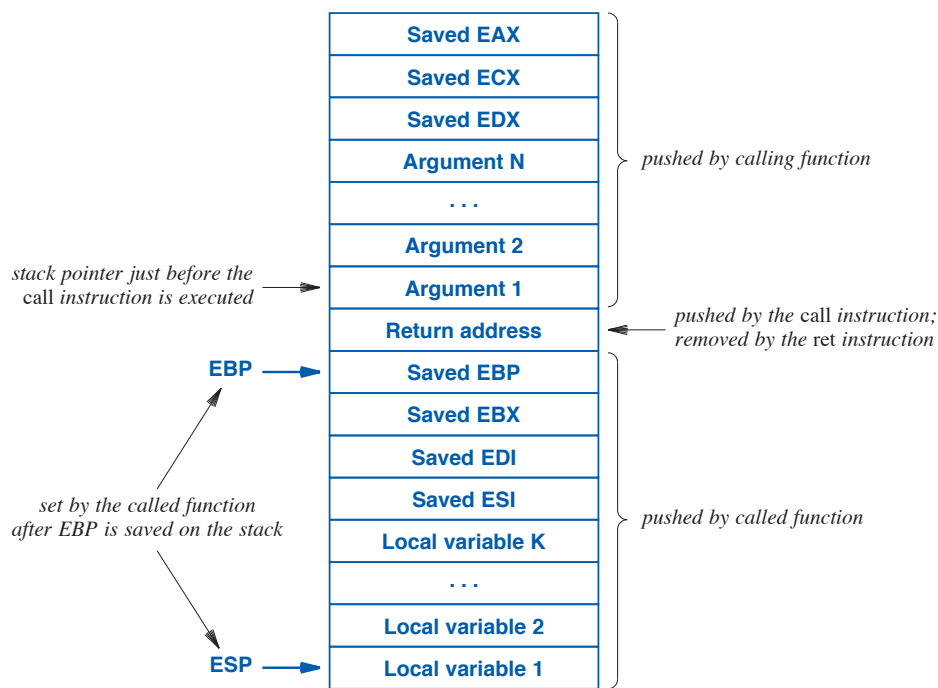 Saved EAX
Saved ECX
Saved EDX
Argument N
. . .
Argument 2
Argument 1
Return address
Saved EBP
Saved EBX
Saved EDI
Saved ESI
Local variable K
. . .
Local variable 2
Local variable 1
pushed by calling function
stack pointer just before the
call instruction is executed
pushed by the call instruction;
removed by the ret instruction
EBP
set by the called function
after EBP is saved on the stack
pushed by called function
ESP